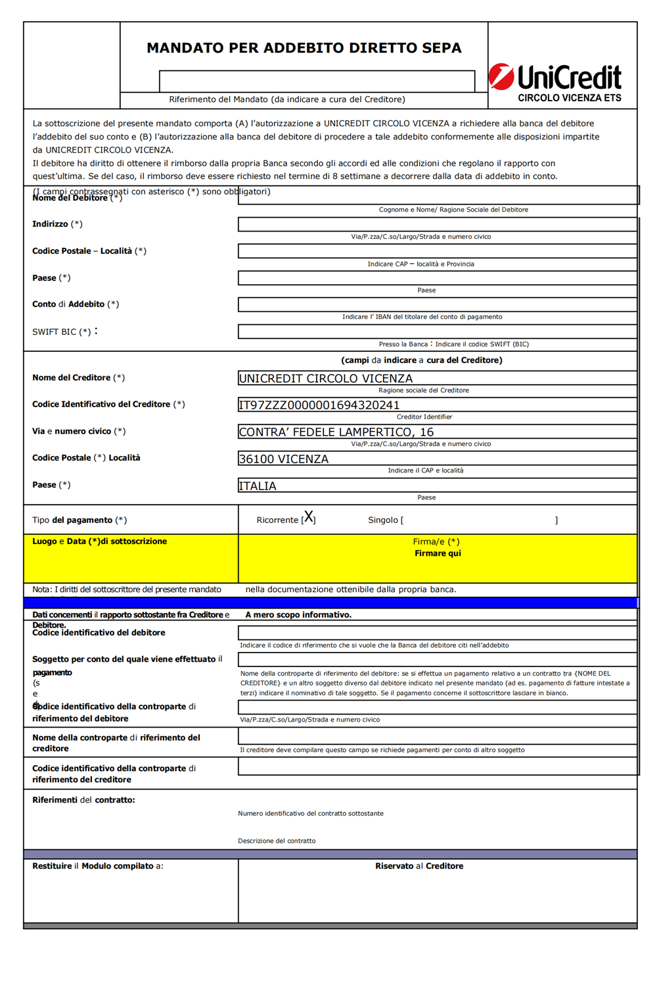 MANDATO PER ADDEBITO DIRETTO SEPA
UniCredit
CIRCOLO VICENZA ETS
Riferimento del Mandato (da indicare a cura del Creditore)
La sottoscrizione del presente mandato comporta (A) l’autorizzazione a UNICREDIT CIRCOLO VICENZA a richiedere alla banca del debitore
l’addebito del suo conto e (B) l’autorizzazione alla banca del debitore di procedere a tale addebito conformemente alle disposizioni impartite
da UNICREDIT CIRCOLO VICENZA.
Il debitore ha diritto di ottenere il rimborso dalla propria Banca secondo gli accordi ed alle condizioni che regolano il rapporto con
quest’ultima. Se del caso, il rimborso deve essere richiesto nel termine di 8 settimane a decorrere dalla data di addebito in conto.
(I campi contrassegnati con asterisco (*) sono obbligatori)
Nome del Debitore (*)
Cognome e Nome/ Ragione Sociale del Debitore
Indirizzo (*)
Via/P.zza/C.so/Largo/Strada e numero civico
Codice Postale – Località (*)
Indicare CAP – località e Provincia
Paese (*)
Paese
Conto di Addebito (*)
Indicare l’ IBAN del titolare del conto di pagamento
SWIFT BIC (*) :
Presso la Banca : Indicare il codice SWIFT (BIC)
(campi da indicare a cura del Creditore)
Nome del Creditore (*) UNICREDIT CIRCOLO VICENZA
Ragione sociale del Creditore
Codice Identificativo del Creditore (*) IT97ZZZ0000001694320241
Creditor Identifier
Via e numero civico (*) CONTRA’ FEDELE LAMPERTICO, 16
Via/P.zza/C.so/Largo/Strada e numero civico
Codice Postale (*) Località 36100 VICENZA
Indicare il CAP e località
Paese (*) ITALIA
Paese
Tipo del pagamento (*) Ricorrente [X] Singolo [ ]
Luogo e Data (*)di sottoscrizione Firma/e (*)
Firmare qui
Nota: I diritti del sottoscrittore del presente mandato nella documentazione ottenibile dalla propria banca.
Dati concernenti il rapporto sottostante fra Creditore e A mero scopo informativo.
Debitore.
Codice identificativo del debitore
Indicare il codice di riferimento che si vuole che la Banca del debitore citi nell’addebito
Soggetto per conto del quale viene effettuato il
pagamento
(s
e
Nome della controparte di riferimento del debitore: se si effettua un pagamento relativo a un contratto tra {NOME DEL
CREDITORE} e un altro soggetto diverso dal debitore indicato nel presente mandato (ad es. pagamento di fatture intestate a
terzi) indicare il nominativo di tale soggetto. Se il pagamento concerne il sottoscrittore lasciare in bianco.
Codice identificativo della controparte di
riferimento del debitore
Via/P.zza/C.so/Largo/Strada e numero civico
Nome della controparte di riferimento del
creditore
Il creditore deve compilare questo campo se richiede pagamenti per conto di altro soggetto
Codice identificativo della controparte di
riferimento del creditore
Riferimenti del contratto:
Numero identificativo del contratto sottostante
Descrizione del contratto
Restituire il Modulo compilato a: Riservato al Creditore